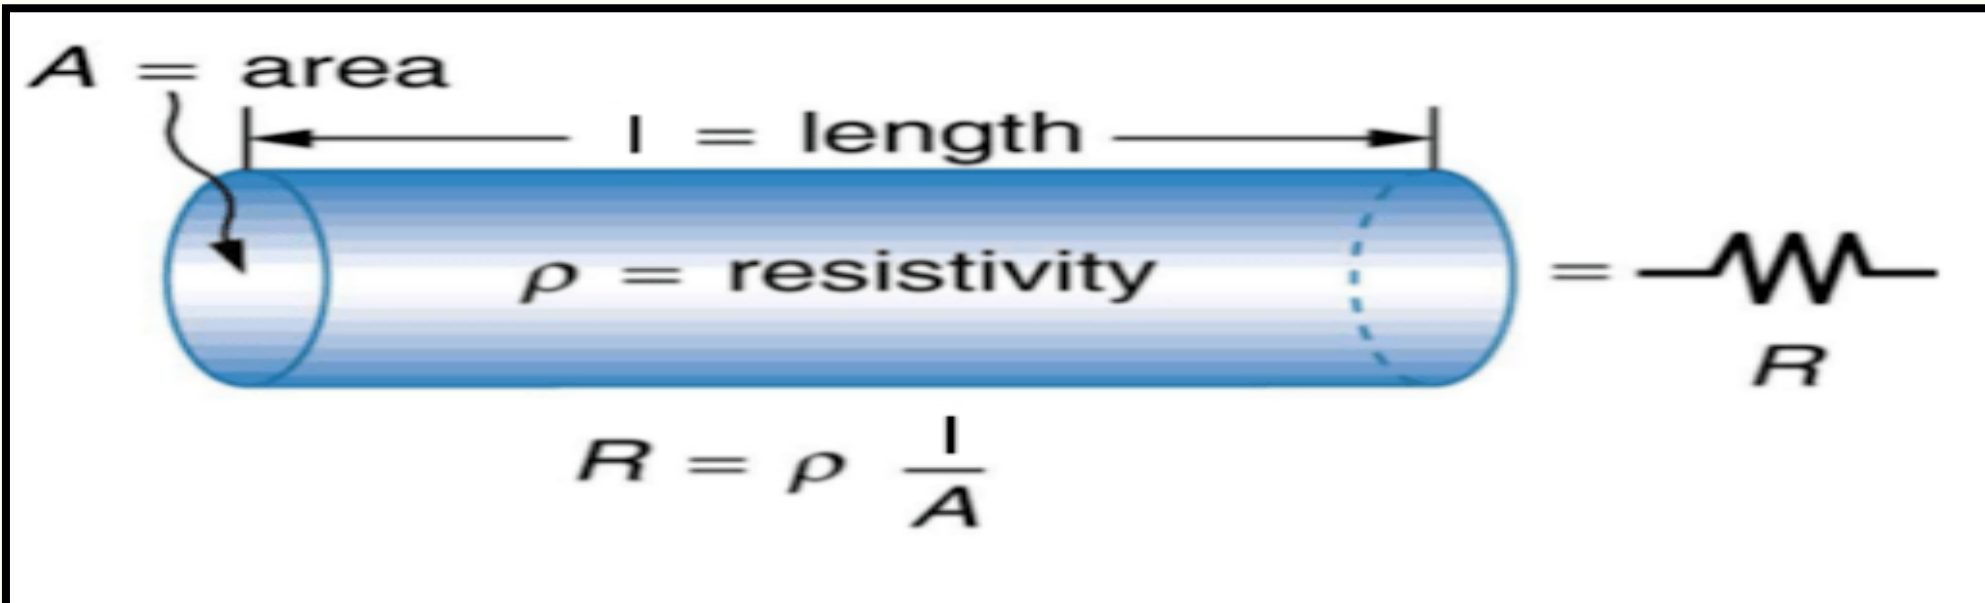 A = area
l = length
ρ = resistivity
=
R
R = ρ l/A